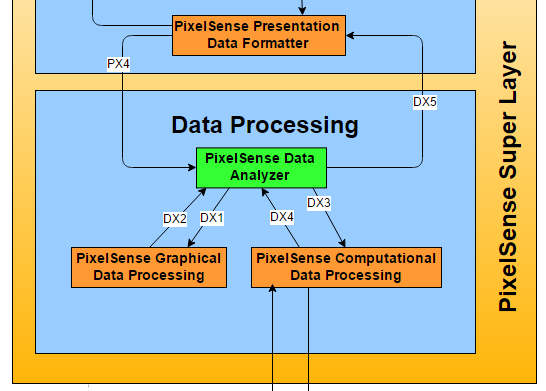 PixelSense Presentation
Data Formatter
PX4
DX5
Data Processing
PixelSense Data
Analyzer
DX2
DX1
DX4
DX3
PixelSense Graphical
Data Processing
PixelSense Computational
Data Processing
PixelSense Super Layer